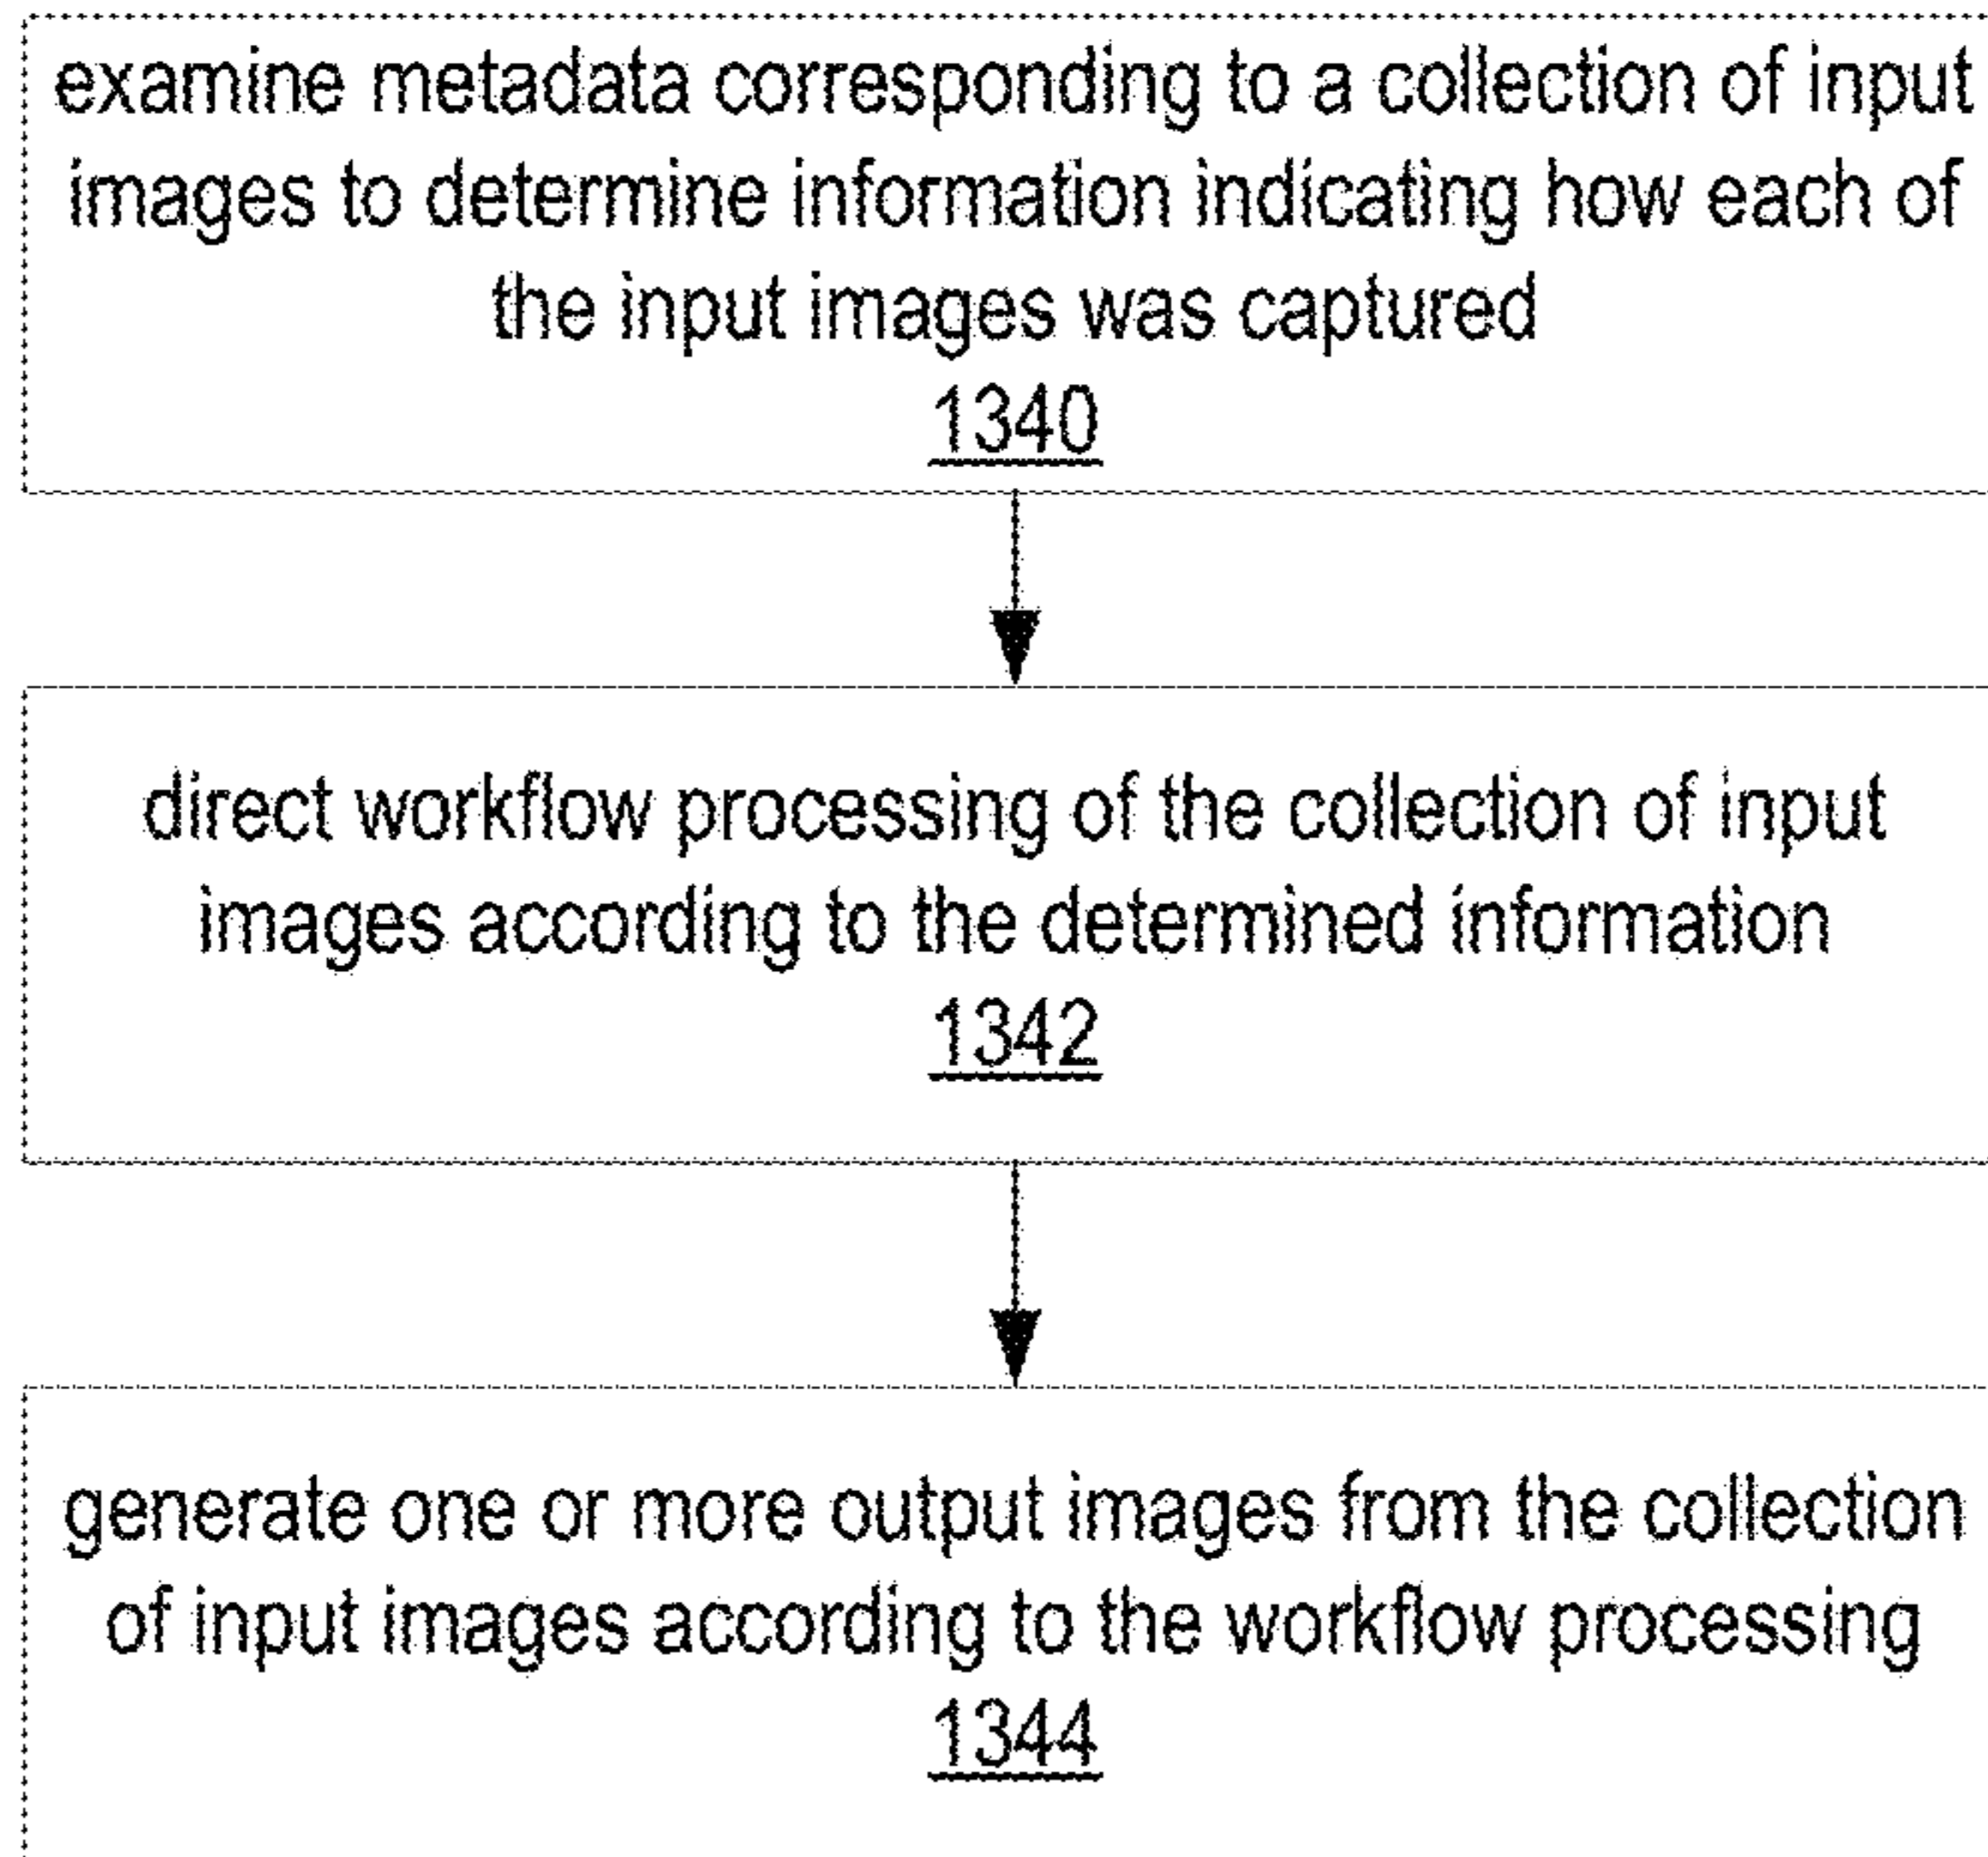 examine metadata corresponding to a collection of input
images to determine information indicating how each of
the input images was captured
1340
direct workflow processing of the collection of input
images according to the determined information
1342
generate one or more output images from the collection
of input images according to the workflow processing
1344